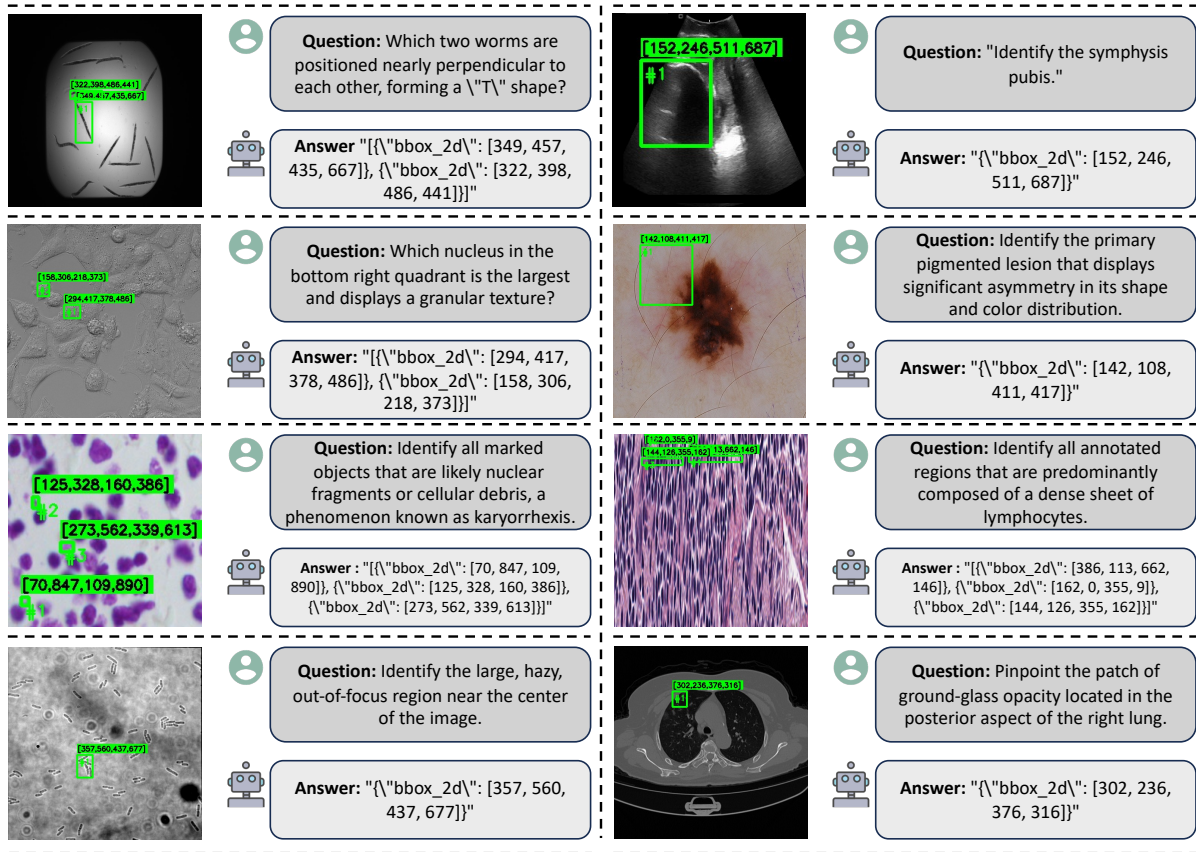 [322,398,486,441]
Question: Which two worms are
positioned nearly perpendicular to
each other, forming a \"T\" shape?
Answer "[{\"bbox_2d\": [349, 457,
435, 667]}, {\"bbox_2d\": [322, 398,
486, 441]}]"
[152,246,511,687]
#1
Question: "Identify the symphysis
pubis."
Answer: "{\"bbox_2d\": [152, 246,
511, 687]}"
[158,306,218,373]
[294,417,378,486]
Question: Which nucleus in the
bottom right quadrant is the largest
and displays a granular texture?
Answer: "[{\"bbox_2d\": [294, 417,
378, 486]}, {\"bbox_2d\": [158, 306,
218, 373]}]"
[142,108,411,417]
#1
Question: Identify the primary
pigmented lesion that displays
significant asymmetry in its shape
and color distribution.
Answer: "{\"bbox_2d\": [142, 108,
411, 417]}"
[125,328,160,386]
#2
[273,562,339,613]
#3
[70,847,109,890]
#1
Question: Identify all marked
objects that are likely nuclear
fragments or cellular debris, a
phenomenon known as karyorrhexis.
Answer : "[{\"bbox_2d\": [70, 847, 109,
890]}, {\"bbox_2d\": [125, 328, 160, 386]},
{\"bbox_2d\": [273, 562, 339, 613]}]"
[144,126,355,162]
Question: Identify all annotated
regions that are predominantly
composed of a dense sheet of
lymphocytes.
Answer : "[{\"bbox_2d\": [386, 113, 662,
146]}, {\"bbox_2d\": [162, 0, 355, 9]},
{\"bbox_2d\": [144, 126, 355, 162]}]"
[357,560,437,677]
Question: Identify the large, hazy,
out-of-focus region near the center
of the image.
Answer: "{\"bbox_2d\": [357, 560,
437, 677]}"
[302,236,376,316]
#1
Question: Pinpoint the patch of
ground-glass opacity located in the
posterior aspect of the right lung.
Answer: "{\"bbox_2d\": [302, 236,
376, 316]}"